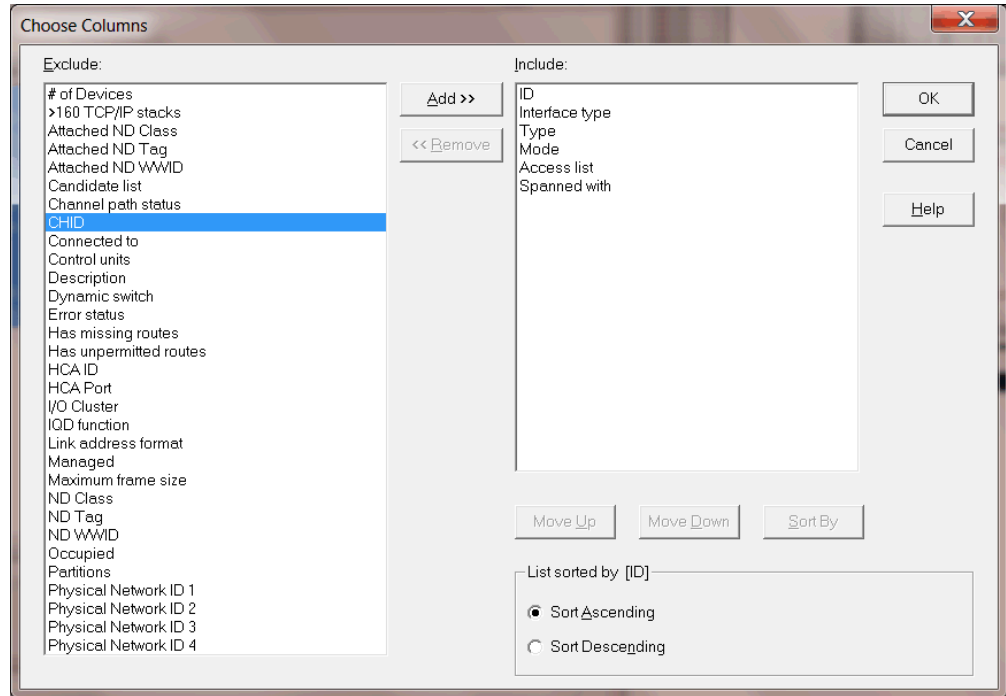 Choose Columns
X
Exclude:
# of Devices
>160 TCP/IP stacks
Attached ND Class
Attached ND Tag
Attached ND WWID
Candidate list
Channel path status
CHID
Connected to
Control units
Description
Dynamic switch
Error status
Has missing routes
Has unpermitted routes
HCA ID
HCA Port
I/O Cluster
IQD function
Link address format
Managed
Maximum frame size
ND Class
ND Tag
ND WWID
Occupied
Partitions
Physical Network ID 1
Physical Network ID 2
Physical Network ID 3
Physical Network ID 4
Add >>
<< Remove
Include:
ID
Interface type
Type
Mode
Access list
Spanned with
OK
Cancel
Help
Move Up
Move Down
Sort By
List sorted by [ID]
Sort Ascending
Sort Descending